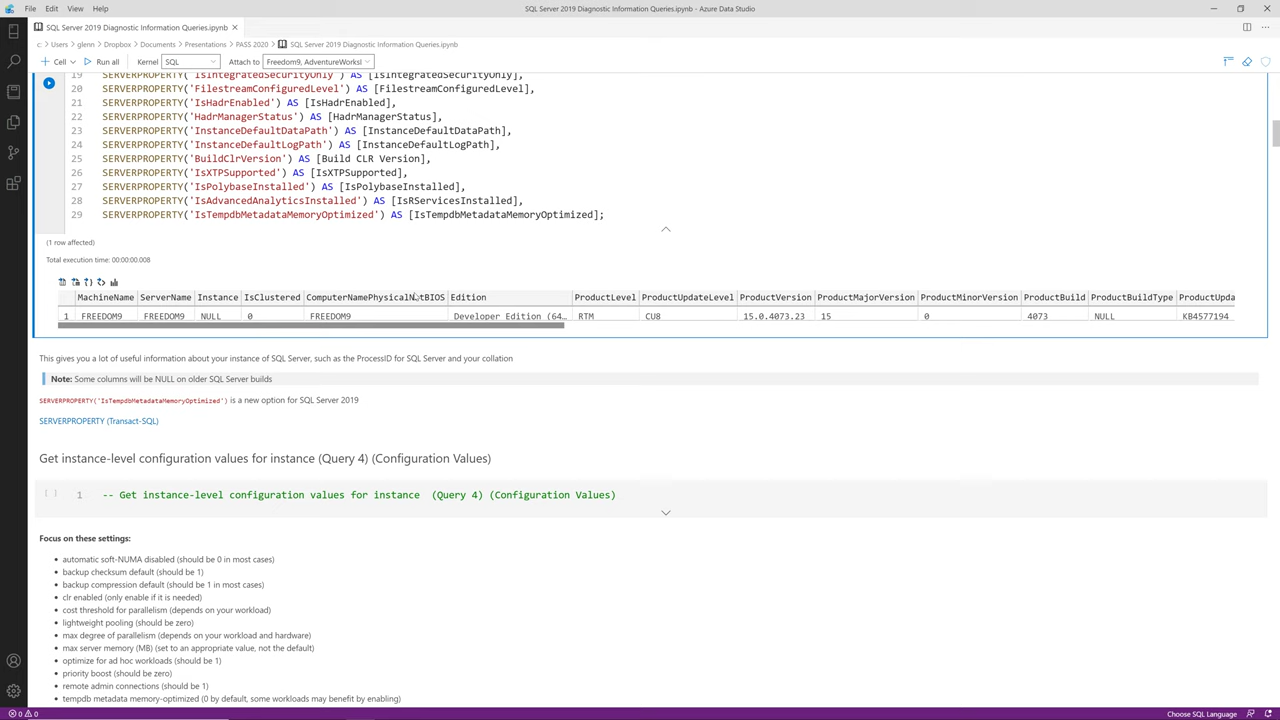 File Edit View Help
SQL Server 2019 Diagnostic Information Queries.ipynb - Azure Data Studio
SQL Server 2019 Diagnostic Information Queries.ipynb
c: > Users > glenn > Dropbox > Documents > Presentations > PASS 2020 > SQL Server 2019 Diagnostic Information Queries.ipynb
+ Cell Run all Kernel SQL Attach to Freedom9, AdventureWorksl
19 SERVERPROPERTY('IsIntegratedSecurityOnly') AS [IsIntegratedSecurityOnly],
20 SERVERPROPERTY('FilestreamConfiguredLevel') AS [FilestreamConfiguredLevel],
21 SERVERPROPERTY('IsHadrEnabled') AS [IsHadrEnabled],
22 SERVERPROPERTY('HadrManagerStatus') AS [HadrManagerStatus],
23 SERVERPROPERTY('InstanceDefaultDataPath') AS [InstanceDefaultDataPath],
24 SERVERPROPERTY('InstanceDefaultLogPath') AS [InstanceDefaultLogPath],
25 SERVERPROPERTY('BuildClrVersion') AS [Build CLR Version],
26 SERVERPROPERTY('IsXTPSupported') AS [IsXTPSupported],
27 SERVERPROPERTY('IsPolybaseInstalled') AS [IsPolybaseInstalled],
28 SERVERPROPERTY('IsAdvancedAnalyticsInstalled') AS [IsRServicesInstalled],
29 SERVERPROPERTY('IsTempdbMetadataMemoryOptimized') AS [IsTempdbMetadataMemoryOptimized];
(1 row affected)
Total execution time: 00:00:00.008
MachineName ServerName Instance IsClustered ComputerNamePhysicalNetBIOS Edition ProductLevel ProductUpdateLevel ProductVersion ProductMajorVersion ProductMinorVersion ProductBuild ProductBuildType ProductUpda
1 FREEDOM9 FREEDOM9 NULL 0 FREEDOM9 Developer Edition (64… RTM CU8 15.0.4073.23 15 0 4073 NULL KB4577194
This gives you a lot of useful information about your instance of SQL Server, such as the ProcessID for SQL Server and your collation
Note: Some columns will be NULL on older SQL Server builds
SERVERPROPERTY('IsTempdbMetadataMemoryOptimized') is a new option for SQL Server 2019
SERVERPROPERTY (Transact-SQL)
Get instance-level configuration values for instance (Query 4) (Configuration Values)
[ ] 1 -- Get instance-level configuration values for instance (Query 4) (Configuration Values)
Focus on these settings:
• automatic soft-NUMA disabled (should be 0 in most cases)
• backup checksum default (should be 1)
• backup compression default (should be 1 in most cases)
• clr enabled (only enable if it is needed)
• cost threshold for parallelism (depends on your workload)
• lightweight pooling (should be zero)
• max degree of parallelism (depends on your workload and hardware)
• max server memory (MB) (set to an appropriate value, not the default)
• optimize for ad hoc workloads (should be 1)
• priority boost (should be zero)
• remote admin connections (should be 1)
• tempdb metadata memory-optimized (0 by default, some workloads may benefit by enabling)
0 0 Choose SQL Language